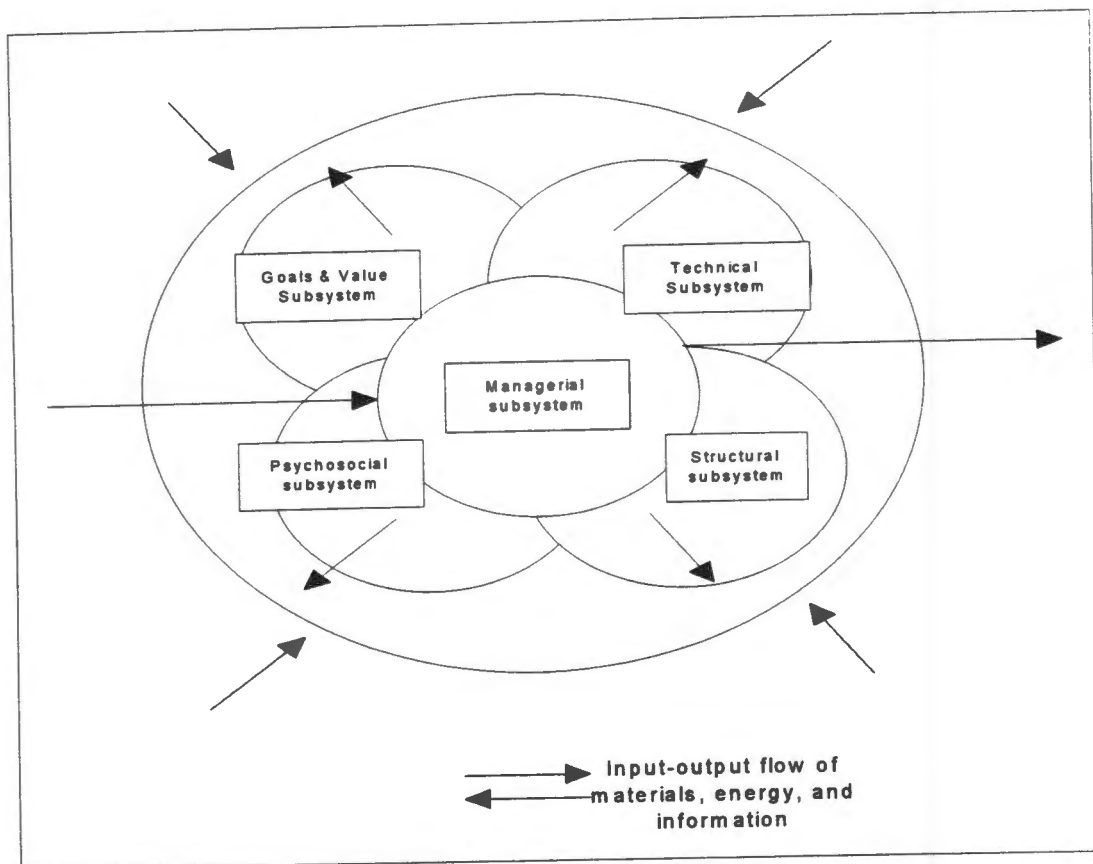 Goals & Value
Subsystem
Technical
Subsystem
Managerial
subsystem
Psychosocial
subsystem
Structural
subsystem
Input-output flow of
materials, energy, and
information